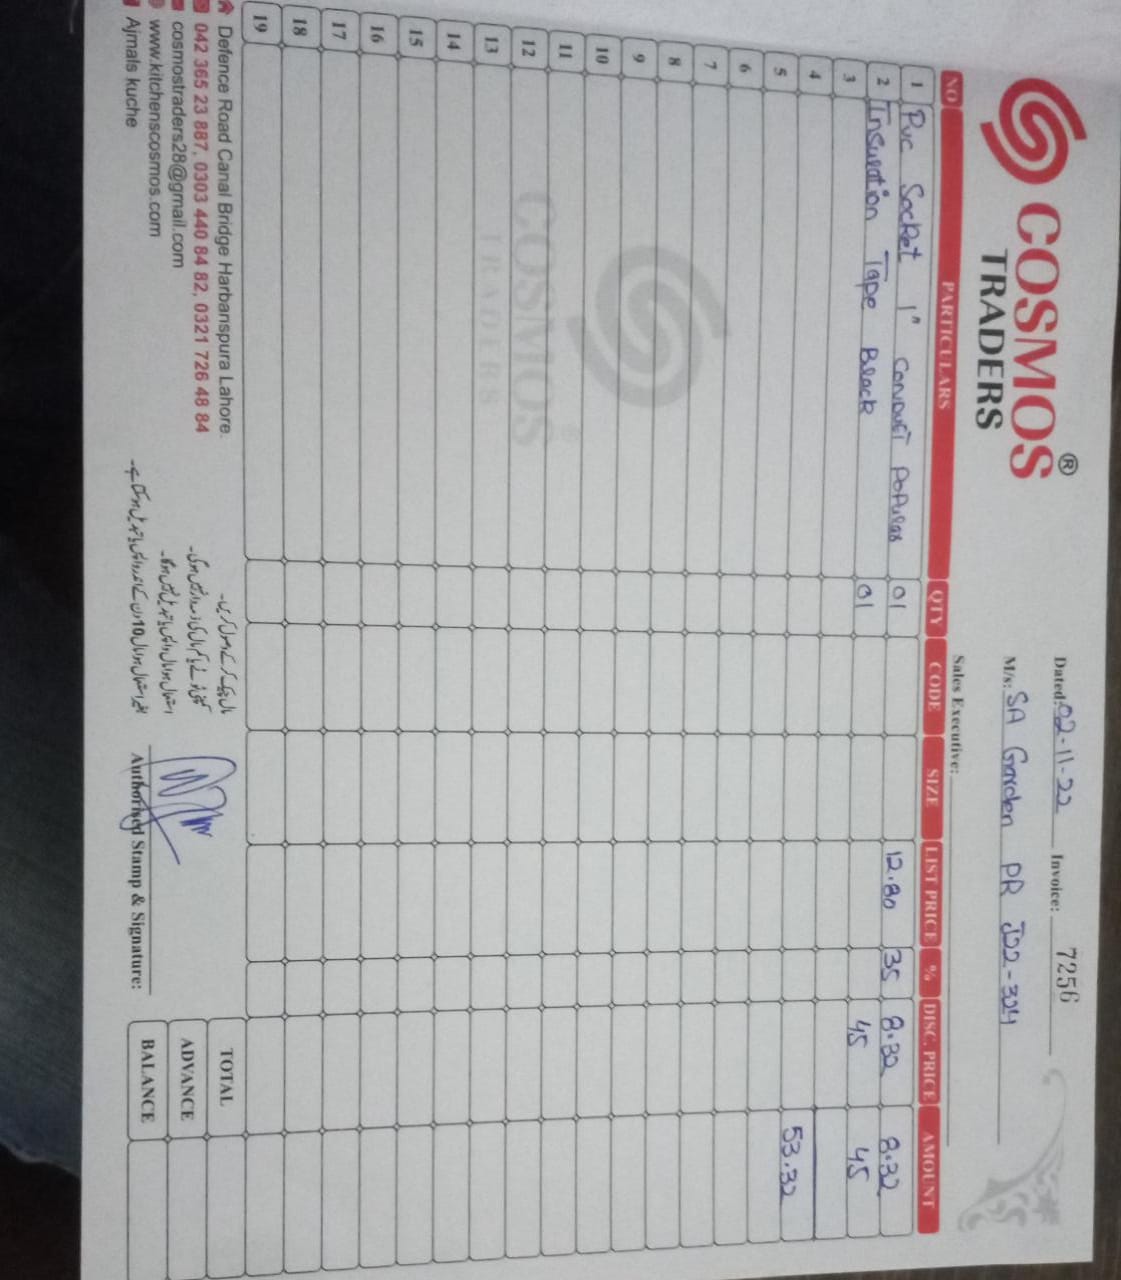 COSMOS ®
TRADERS
Dated: 02-11-22 Invoice: 7256
M/s: SA Garden PR J22-324
Sales Executive:
NO PARTICULARS QTY CODE SIZE LIST PRICE % DISC. PRICE AMOUNT
1 Pvc Socket 1" CONDUCT POPULAR 01 12.80 35 8.32 8.32
2 Insulation Tape Black 01 45 45
3
4
5 53.32
6
7
8
9
10
11
12
13
14
15
16
17
18
19
COSMOS
TRADERS
Defence Road Canal Bridge Harbanspura Lahore.
042 365 23 887, 0303 440 84 82, 0321 726 48 84
cosmostraders28@gmail.com
www.kitchenscosmos.com
Ajmals kuche
مال چیک کر کے وصول کریں۔
کمپنی ٹوٹے یا کم مال کی ذمہ دار نہیں ہوگی۔
استعمال ہوا مال واپس یا تبدیل نہیں ہوگا۔
بغیر استعمال ہوا مال 10 دن کے اندر واپس یا تبدیل ہوسکتا ہے۔
Authorised Stamp & Signature:
TOTAL
ADVANCE
BALANCE